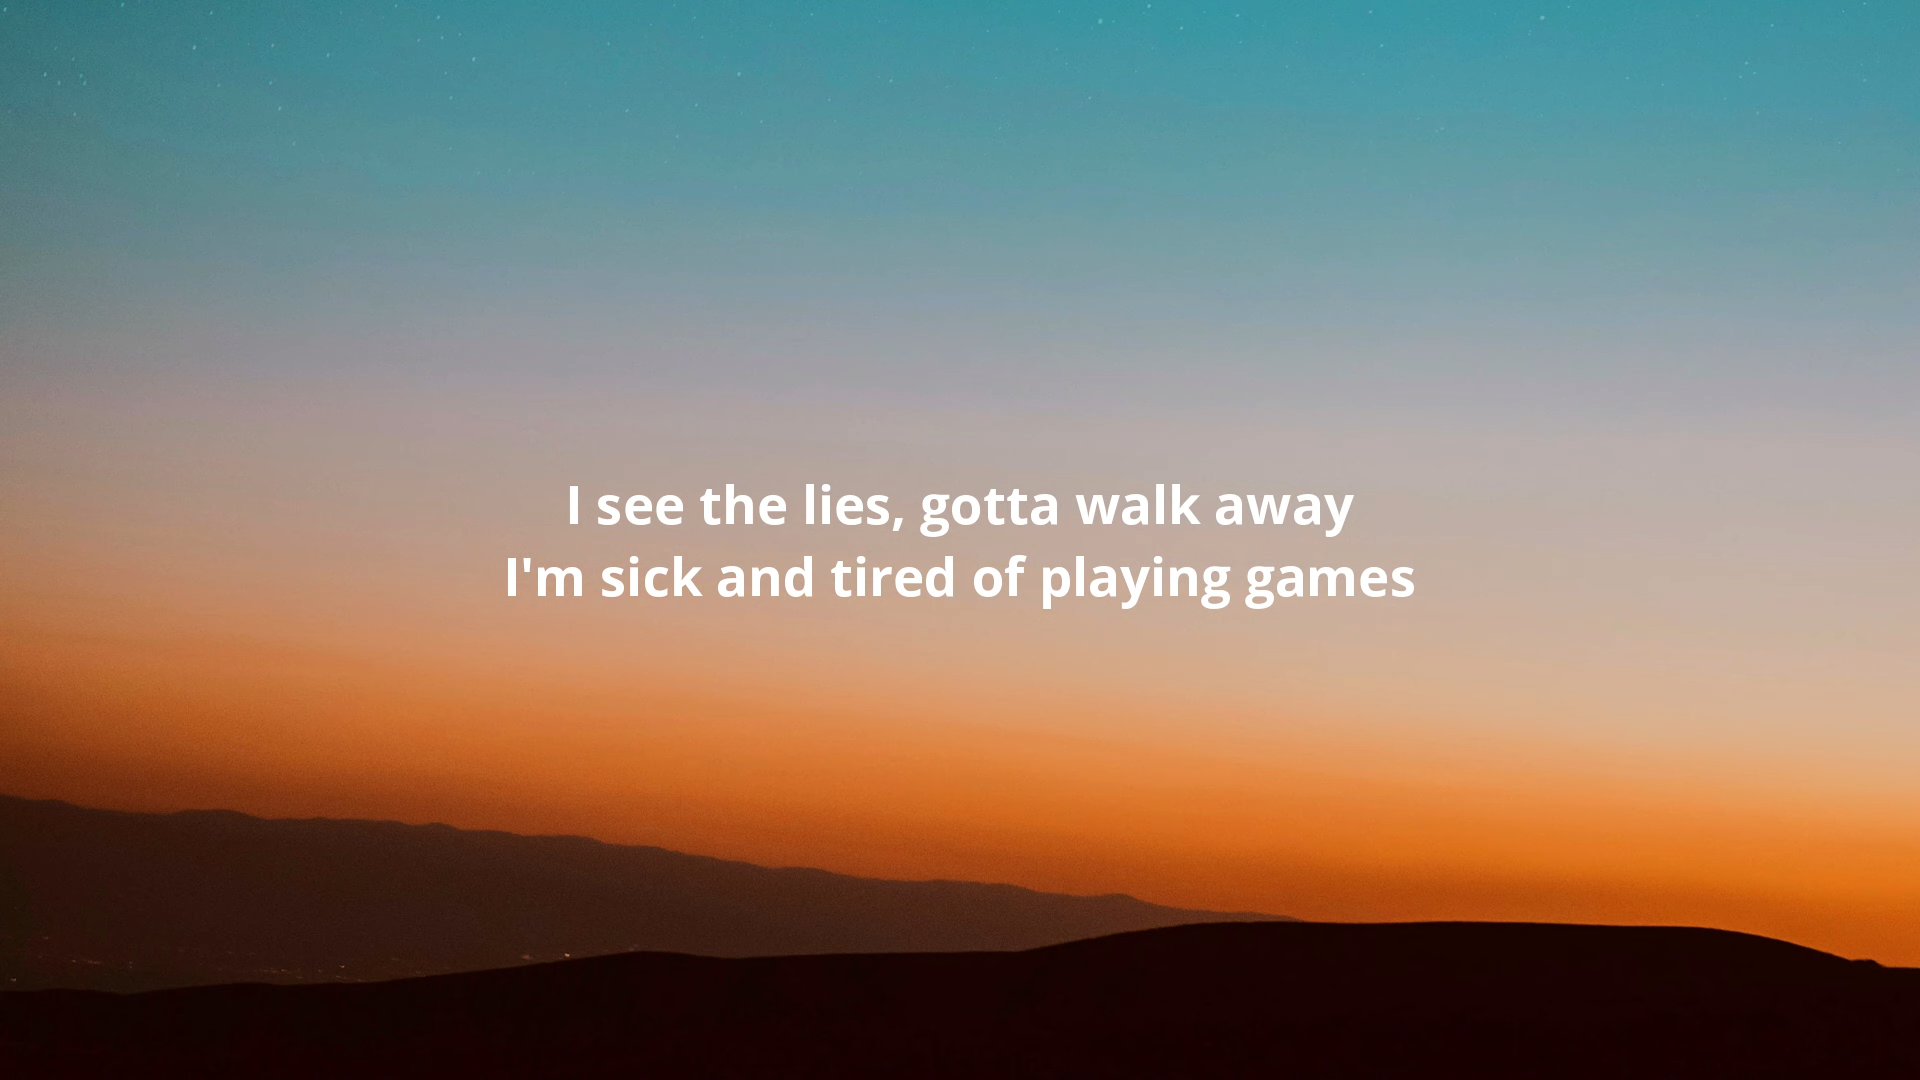 I see the lies, gotta walk away
I'm sick and tired of playing games